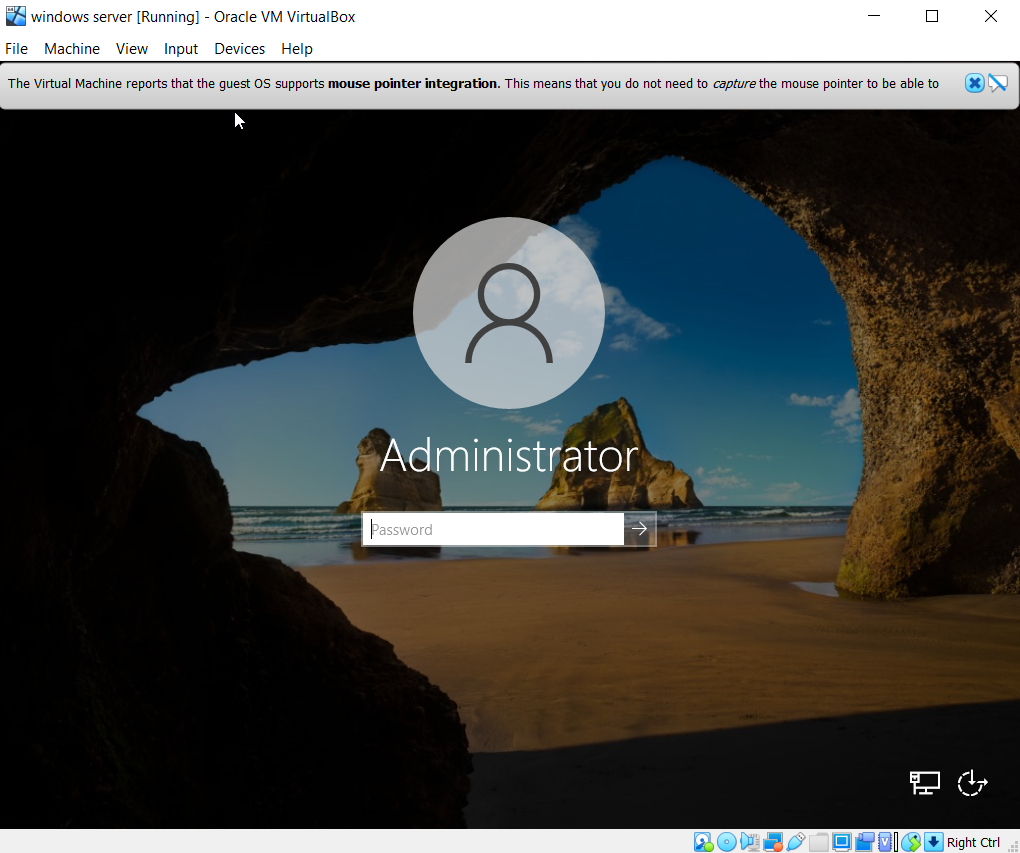 windows server [Running] - Oracle VM VirtualBox
File Machine View Input Devices Help
The Virtual Machine reports that the guest OS supports mouse pointer integration. This means that you do not need to capture the mouse pointer to be able to
Administrator
Password
Right Ctrl